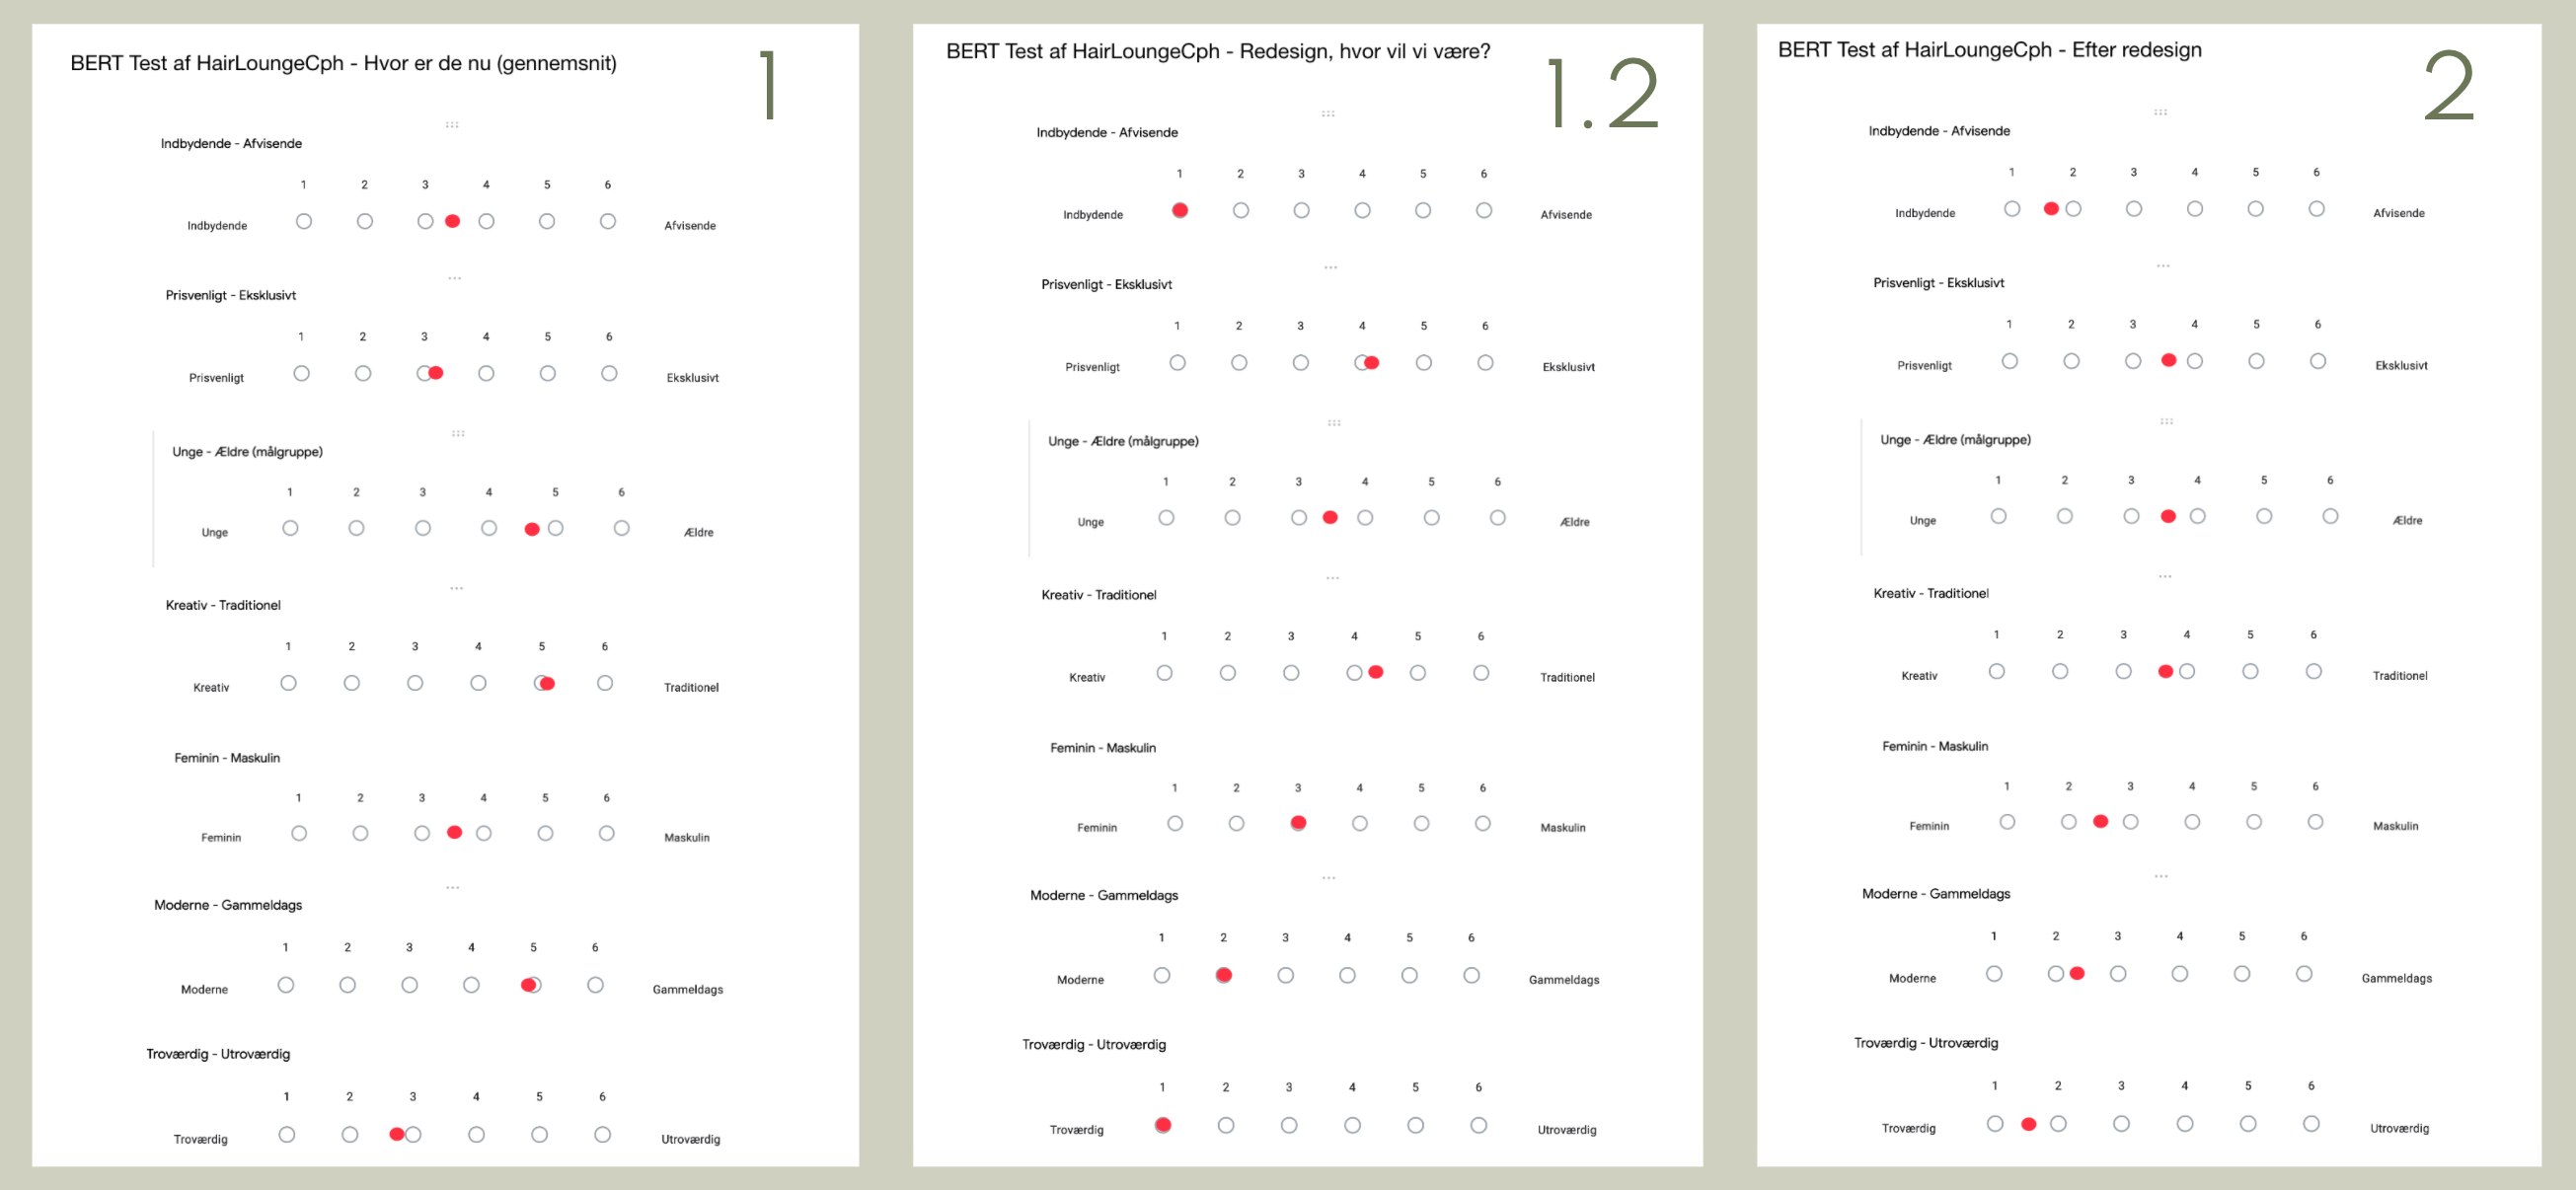 BERT Test af HairLoungeCph - Hvor er de nu (gennemsnit)
1
Indbydende - Afvisende
1 2 3 4 5 6
Indbydende Afvisende
Prisvenligt - Eksklusivt
1 2 3 4 5 6
Prisvenligt Eksklusivt
Unge - Ældre (målgruppe)
1 2 3 4 5 6
Unge Ældre
Kreativ - Traditionel
1 2 3 4 5 6
Kreativ Traditionel
Feminin - Maskulin
1 2 3 4 5 6
Feminin Maskulin
Moderne - Gammeldags
1 2 3 4 5 6
Moderne Gammeldags
Troværdig - Utroværdig
1 2 3 4 5 6
Troværdig Utroværdig
BERT Test af HairLoungeCph - Redesign, hvor vil vi være?
1.2
Indbydende - Afvisende
1 2 3 4 5 6
Indbydende Afvisende
Prisvenligt - Eksklusivt
1 2 3 4 5 6
Prisvenligt Eksklusivt
Unge - Ældre (målgruppe)
1 2 3 4 5 6
Unge Ældre
Kreativ - Traditionel
1 2 3 4 5 6
Kreativ Traditionel
Feminin - Maskulin
1 2 3 4 5 6
Feminin Maskulin
Moderne - Gammeldags
1 2 3 4 5 6
Moderne Gammeldags
Troværdig - Utroværdig
1 2 3 4 5 6
Troværdig Utroværdig
BERT Test af HairLoungeCph - Efter redesign
2
Indbydende - Afvisende
1 2 3 4 5 6
Indbydende Afvisende
Prisvenligt - Eksklusivt
1 2 3 4 5 6
Prisvenligt Eksklusivt
Unge - Ældre (målgruppe)
1 2 3 4 5 6
Unge Ældre
Kreativ - Traditionel
1 2 3 4 5 6
Kreativ Traditionel
Feminin - Maskulin
1 2 3 4 5 6
Feminin Maskulin
Moderne - Gammeldags
1 2 3 4 5 6
Moderne Gammeldags
Troværdig - Utroværdig
1 2 3 4 5 6
Troværdig Utroværdig